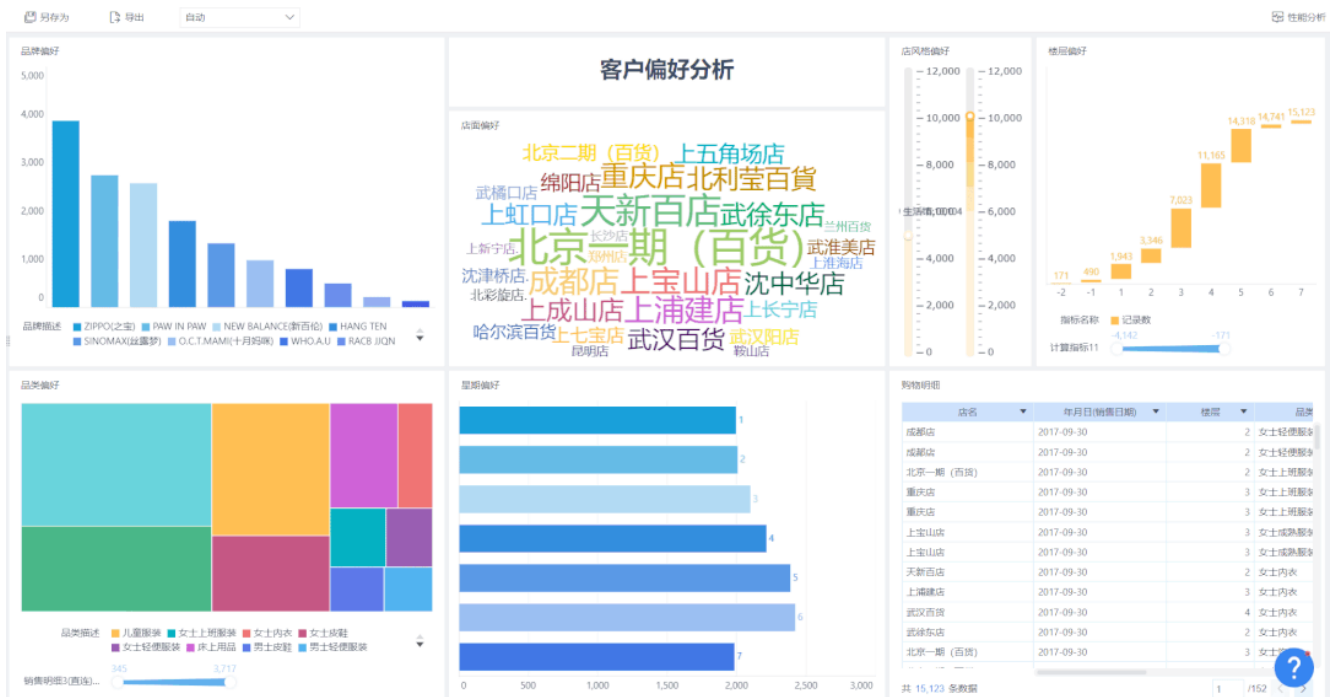 另存为 导出 自动 性能分析
品牌偏好
5,000
4,000
3,000
2,000
1,000
0
品牌描述 ZIPPO(之宝) PAW IN PAW NEW BALANCE(新百伦) HANG TEN
SINOMAX(丝露梦) O.C.T.MAMI(十月妈咪) WHO.A.U RACB JJQN
客户偏好分析
店面偏好
北京二期（百货） 上五角场店
绵阳店 重庆店 北利莹百貨
武橘口店
上虹口店 天新百店 武徐东店
兰州百货
长沙店
上新宁店. 北京一期（百货） 武淮美店
郑州店 上淮海店
沈津桥店. 成都店 上宝山店 沈中华店
北彩旋店.
上成山店 上浦建店 上长宁店
哈尔滨百货 上七宝店 武汉百货 武汉阳店
昆明店 鞍山店
店风格偏好
12,000 12,000
10,000 10,000
8,000 8,000
6,000
4,000 4,000
2,000 2,000
0 0
楼层偏好
171 490 1,943 3,346 7,023 11,165 14,318 14,741 15,123
-2 -1 1 2 3 4 5 6 7
指标名称 记录数
-4,142 -171
计算指标11
品类偏好
品类描述 儿童服装 女士上班服装 女士内衣 女士皮鞋
女士轻便服装 床上用品 男士皮鞋 男士轻便服装
345 3,717
销售明细3(直连)...
星期偏好
1
2
3
4
5
6
7
0 500 1,000 1,500 2,000 2,500 3,000
购物明细
店名 年月日(销售日期) 楼层 品类
成都店 2017-09-30 2 女士轻便服装
成都店 2017-09-30 2 女士轻便服装
北京一期（百货） 2017-09-30 2 女士上班服装
重庆店 2017-09-30 3 女士上班服装
重庆店 2017-09-30 3 女士上班服装
上宝山店 2017-09-30 3 女士成熟服装
上宝山店 2017-09-30 3 女士成熟服装
天新百店 2017-09-30 2 女士内衣
上浦建店 2017-09-30 3 女士内衣
武汉百货 2017-09-30 4 女士内衣
武徐东店 2017-09-30 2 女士内衣
北京一期（百货） 2017-09-30 3 女士
共 15,123 条数据 1 /152
?